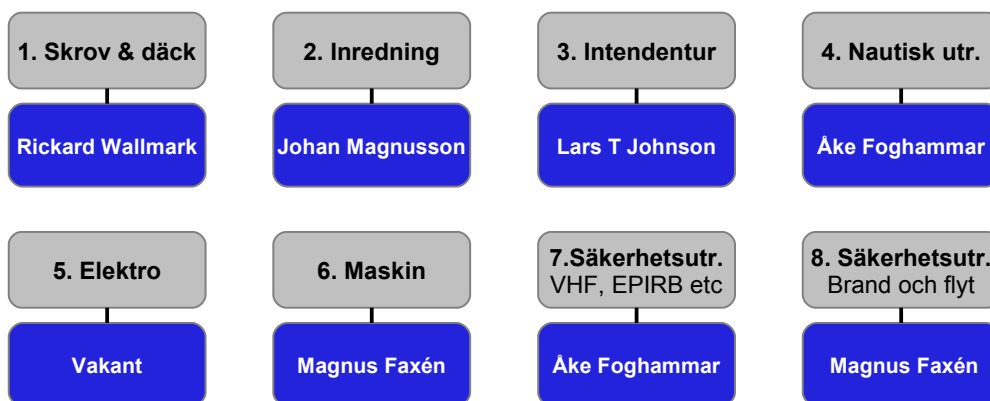 1. Skrov & däck
2. Inredning
3. Intendentur
4. Nautisk utr.
Rickard Wallmark
Johan Magnusson
Lars T Johnson
Åke Foghammar
5. Elektro
6. Maskin
7.Säkerhetsutr.
VHF, EPIRB etc
8. Säkerhetsutr.
Brand och flyt
Vakant
Magnus Faxén
Åke Foghammar
Magnus Faxén